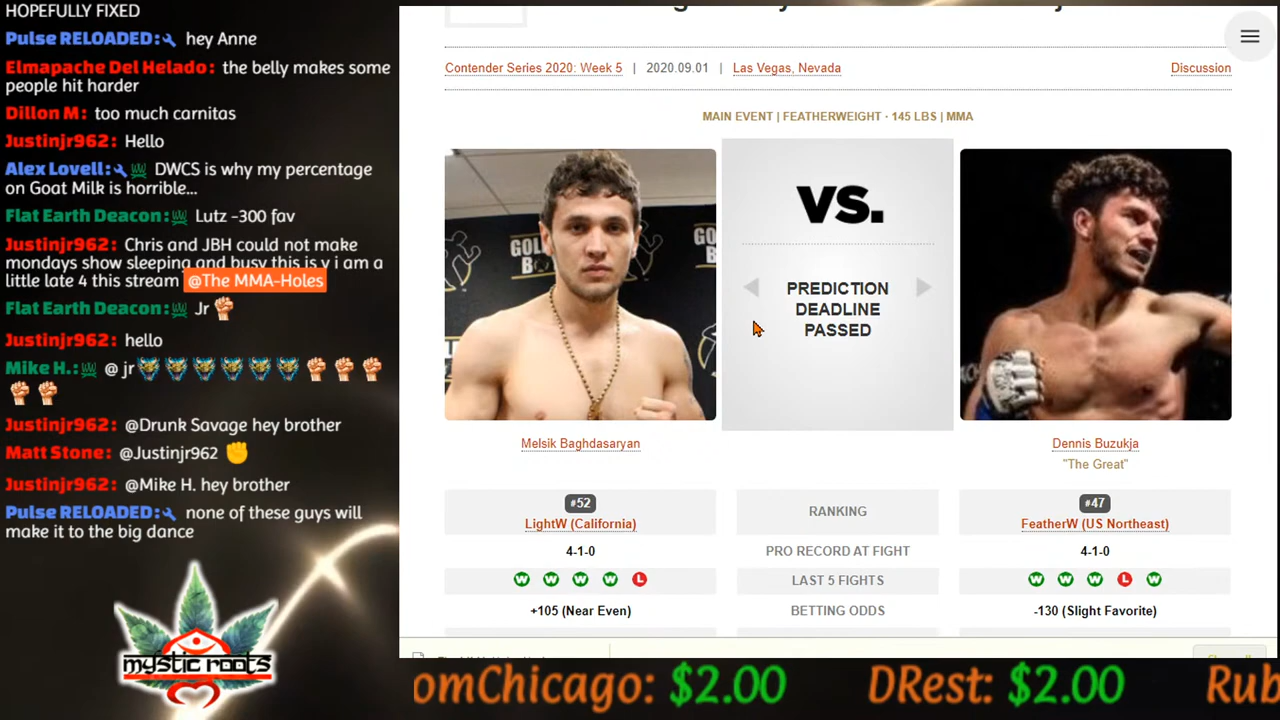 HOPEFULLY FIXED
Pulse RELOADED: hey Anne
Elmapache Del Helado: the belly makes some
people hit harder
Dillon M: too much carnitas
Justinjr962: Hello
Alex Lovell: DWCS is why my percentage
on Goat Milk is horrible...
Flat Earth Deacon: Lutz -300 fav
Justinjr962: Chris and JBH could not make
mondays show sleeping and busy this is y i am a
little late 4 this stream @The MMA-Holes
Flat Earth Deacon: Jr
Justinjr962: hello
Mike H.: @ jr
Justinjr962: @Drunk Savage hey brother
Matt Stone: @Justinjr962
Justinjr962: @Mike H. hey brother
Pulse RELOADED: none of these guys will
make it to the big dance
mystic roots
Contender Series 2020: Week 5 | 2020.09.01 | Las Vegas, Nevada
Discussion
MAIN EVENT | FEATHERWEIGHT · 145 LBS | MMA
GOLD
BO
GOL
B
VS.
PREDICTION
DEADLINE
PASSED
Melsik Baghdasaryan
Dennis Buzukja
"The Great"
#52
LightW (California)
RANKING
#47
FeatherW (US Northeast)
4-1-0
PRO RECORD AT FIGHT
4-1-0
W W W W L
LAST 5 FIGHTS
W W W L W
+105 (Near Even)
BETTING ODDS
-130 (Slight Favorite)
omChicago: $2.00
DRest: $2.00
Rub